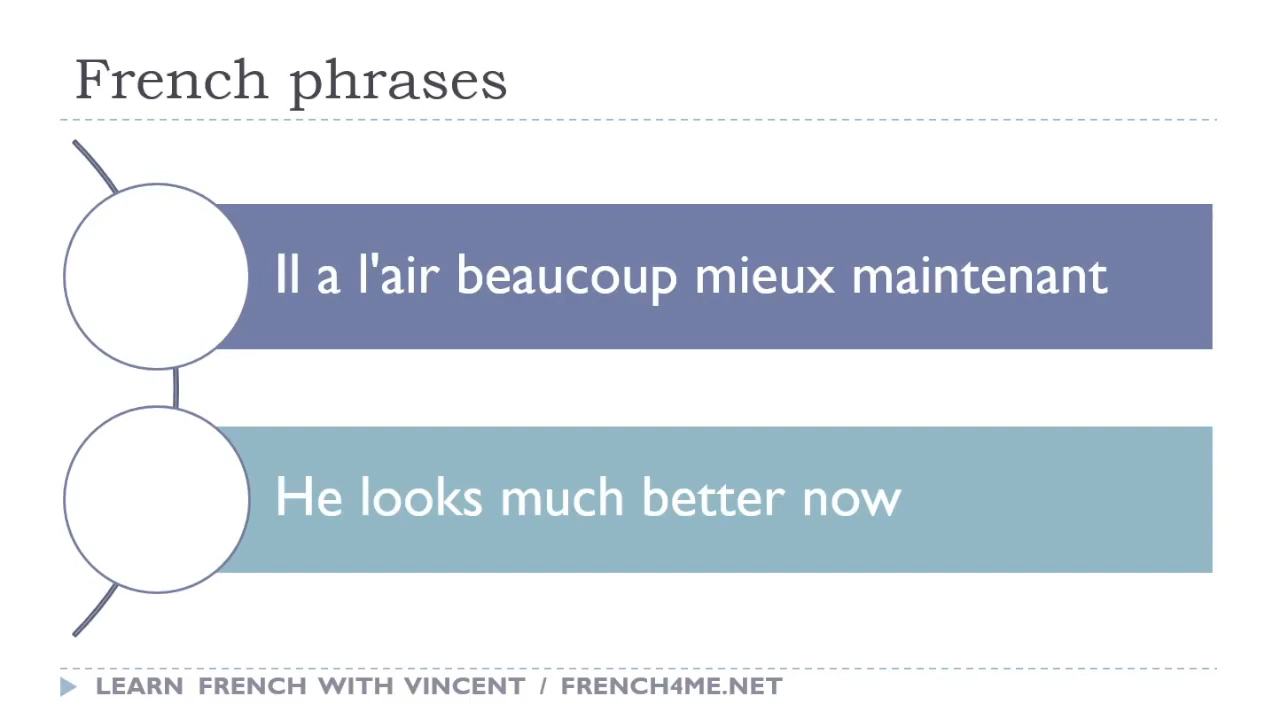 French phrases
Il a l'air beaucoup mieux maintenant
He looks much better now
LEARN FRENCH WITH VINCENT / FRENCH4ME.NET